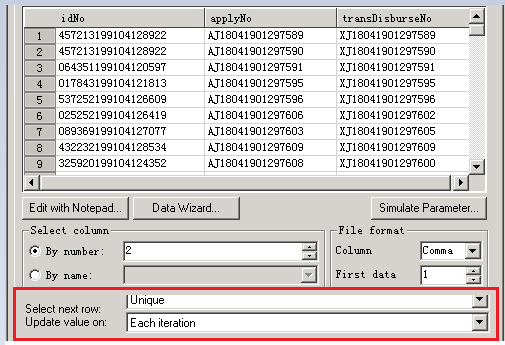 idNo applyNo transDisburseNo
1 457213199104128922 AJ18041901297589 XJ18041901297589
2 457213199104128922 AJ18041901297590 XJ18041901297590
3 064351199104120597 AJ18041901297591 XJ18041901297591
4 017843199104121813 AJ18041901297595 XJ18041901297595
5 537252199104126609 AJ18041901297596 XJ18041901297596
6 025252199104126419 AJ18041901297606 XJ18041901297602
7 089369199104127077 AJ18041901297603 XJ18041901297605
8 432232199104128534 AJ18041901297609 XJ18041901297609
9 325920199104124352 AJ18041901297608 XJ18041901297600
Edit with Notepad... Data Wizard... Simulate Parameter...
Select column File format
By number: 2 Column Comma
By name: First data 1
Select next row: Unique
Update value on: Each iteration